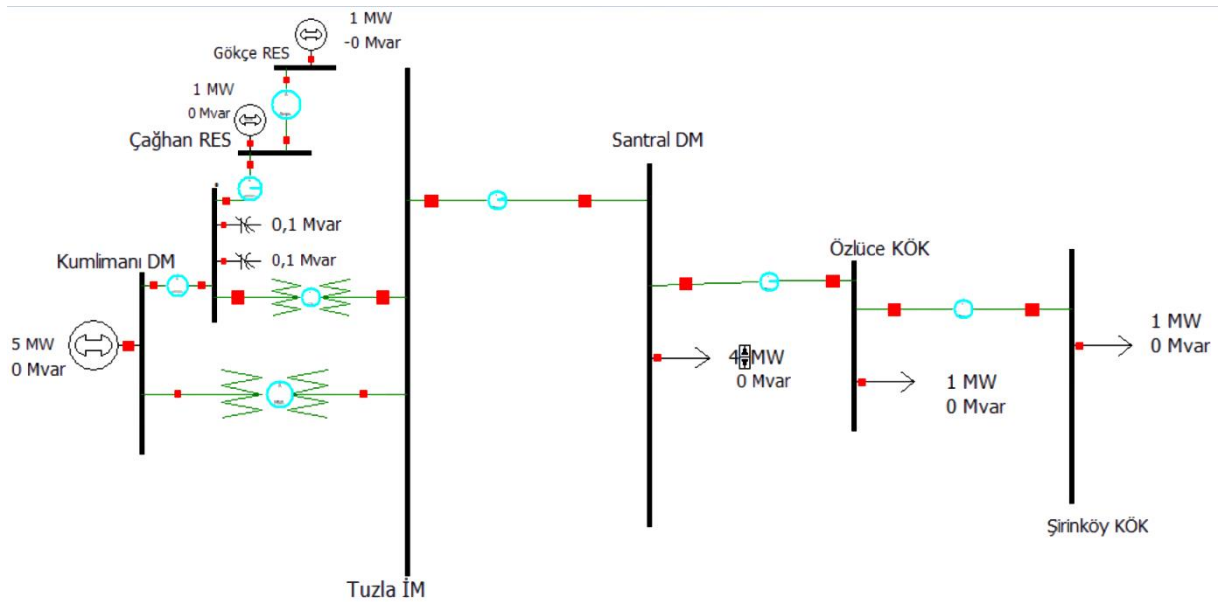 1 MW
-0 Mvar
Gökçe RES
1 MW
0 Mvar
Çağhan RES
Santral DM
0,1 Mvar
0,1 Mvar
Kumlimanı DM
Özlüce KÖK
5 MW
0 Mvar
4 MW
0 Mvar
1 MW
0 Mvar
1 MW
0 Mvar
Şirinköy KÖK
Tuzla İM